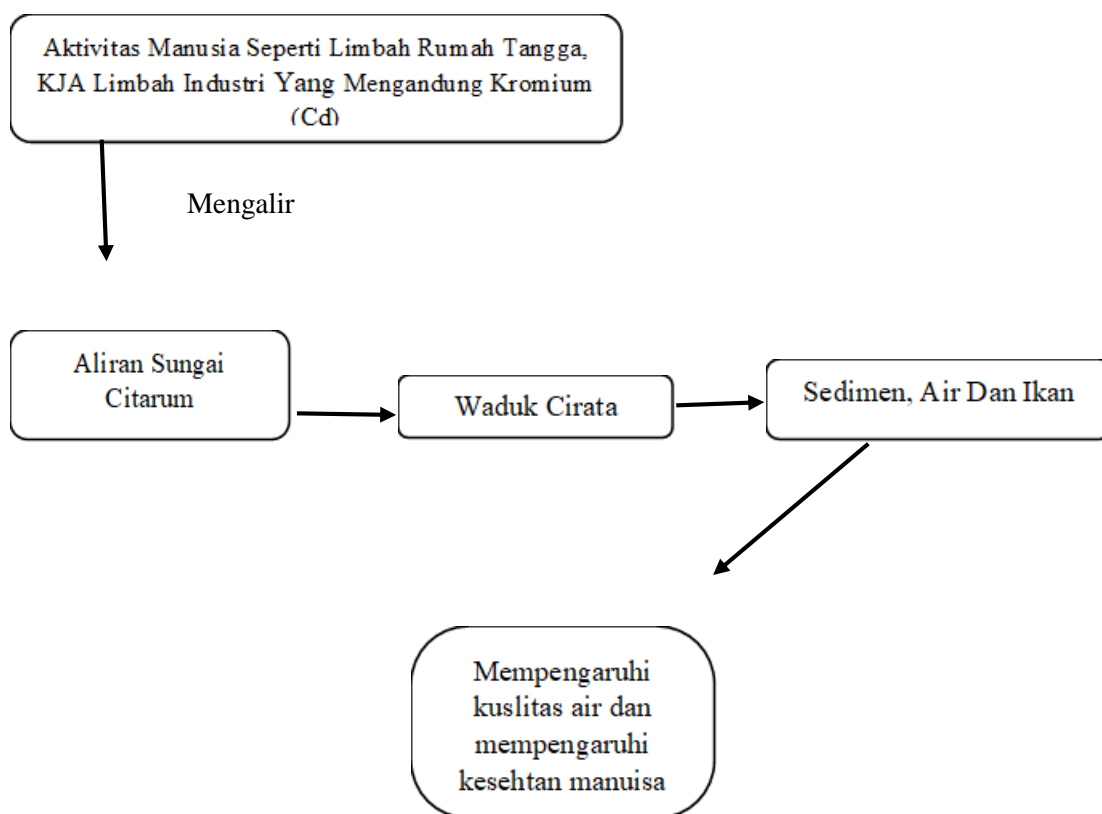 Aktivitas Manusia Seperti Limbah Rumah Tangga,
KJA Limbah Industri Yang Mengandung Kromium
(Cd)
Mengalir
Aliran Sungai
Citarum
Waduk Cirata
Sedimen, Air Dan Ikan
Mempengaruhi
kuslitas air dan
mempengaruhi
kesehtan manuisa